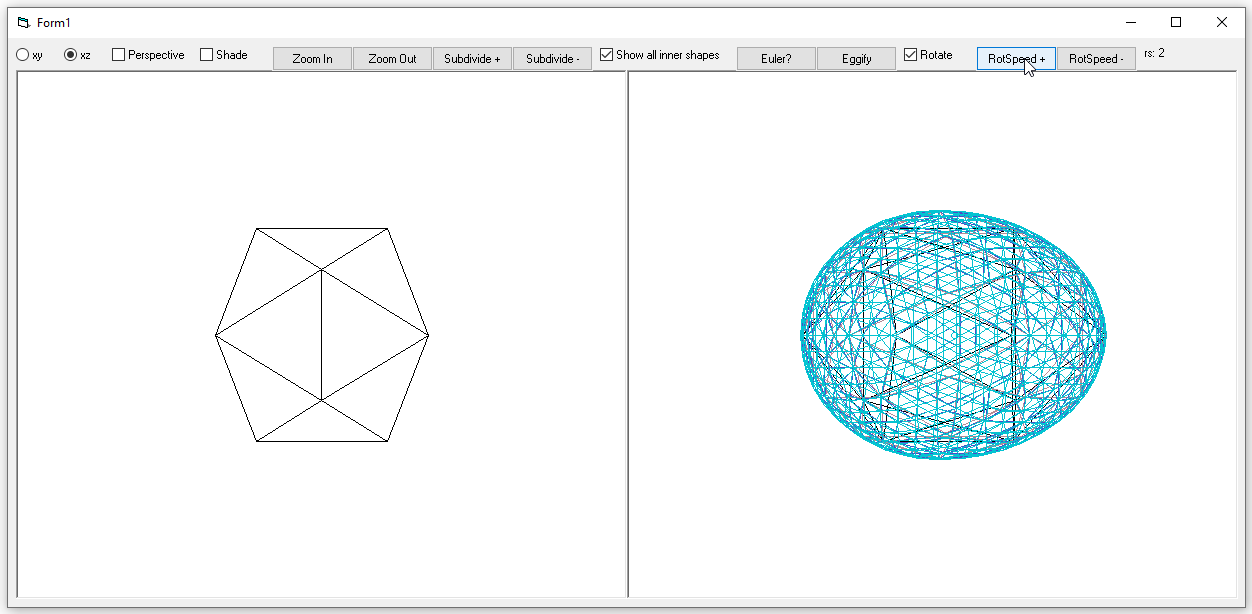 Form1
xy xz Perspective Shade Zoom In Zoom Out Subdivide + Subdivide - Show all inner shapes Euler? Eggify Rotate RotSpeed + RotSpeed - rs: 2